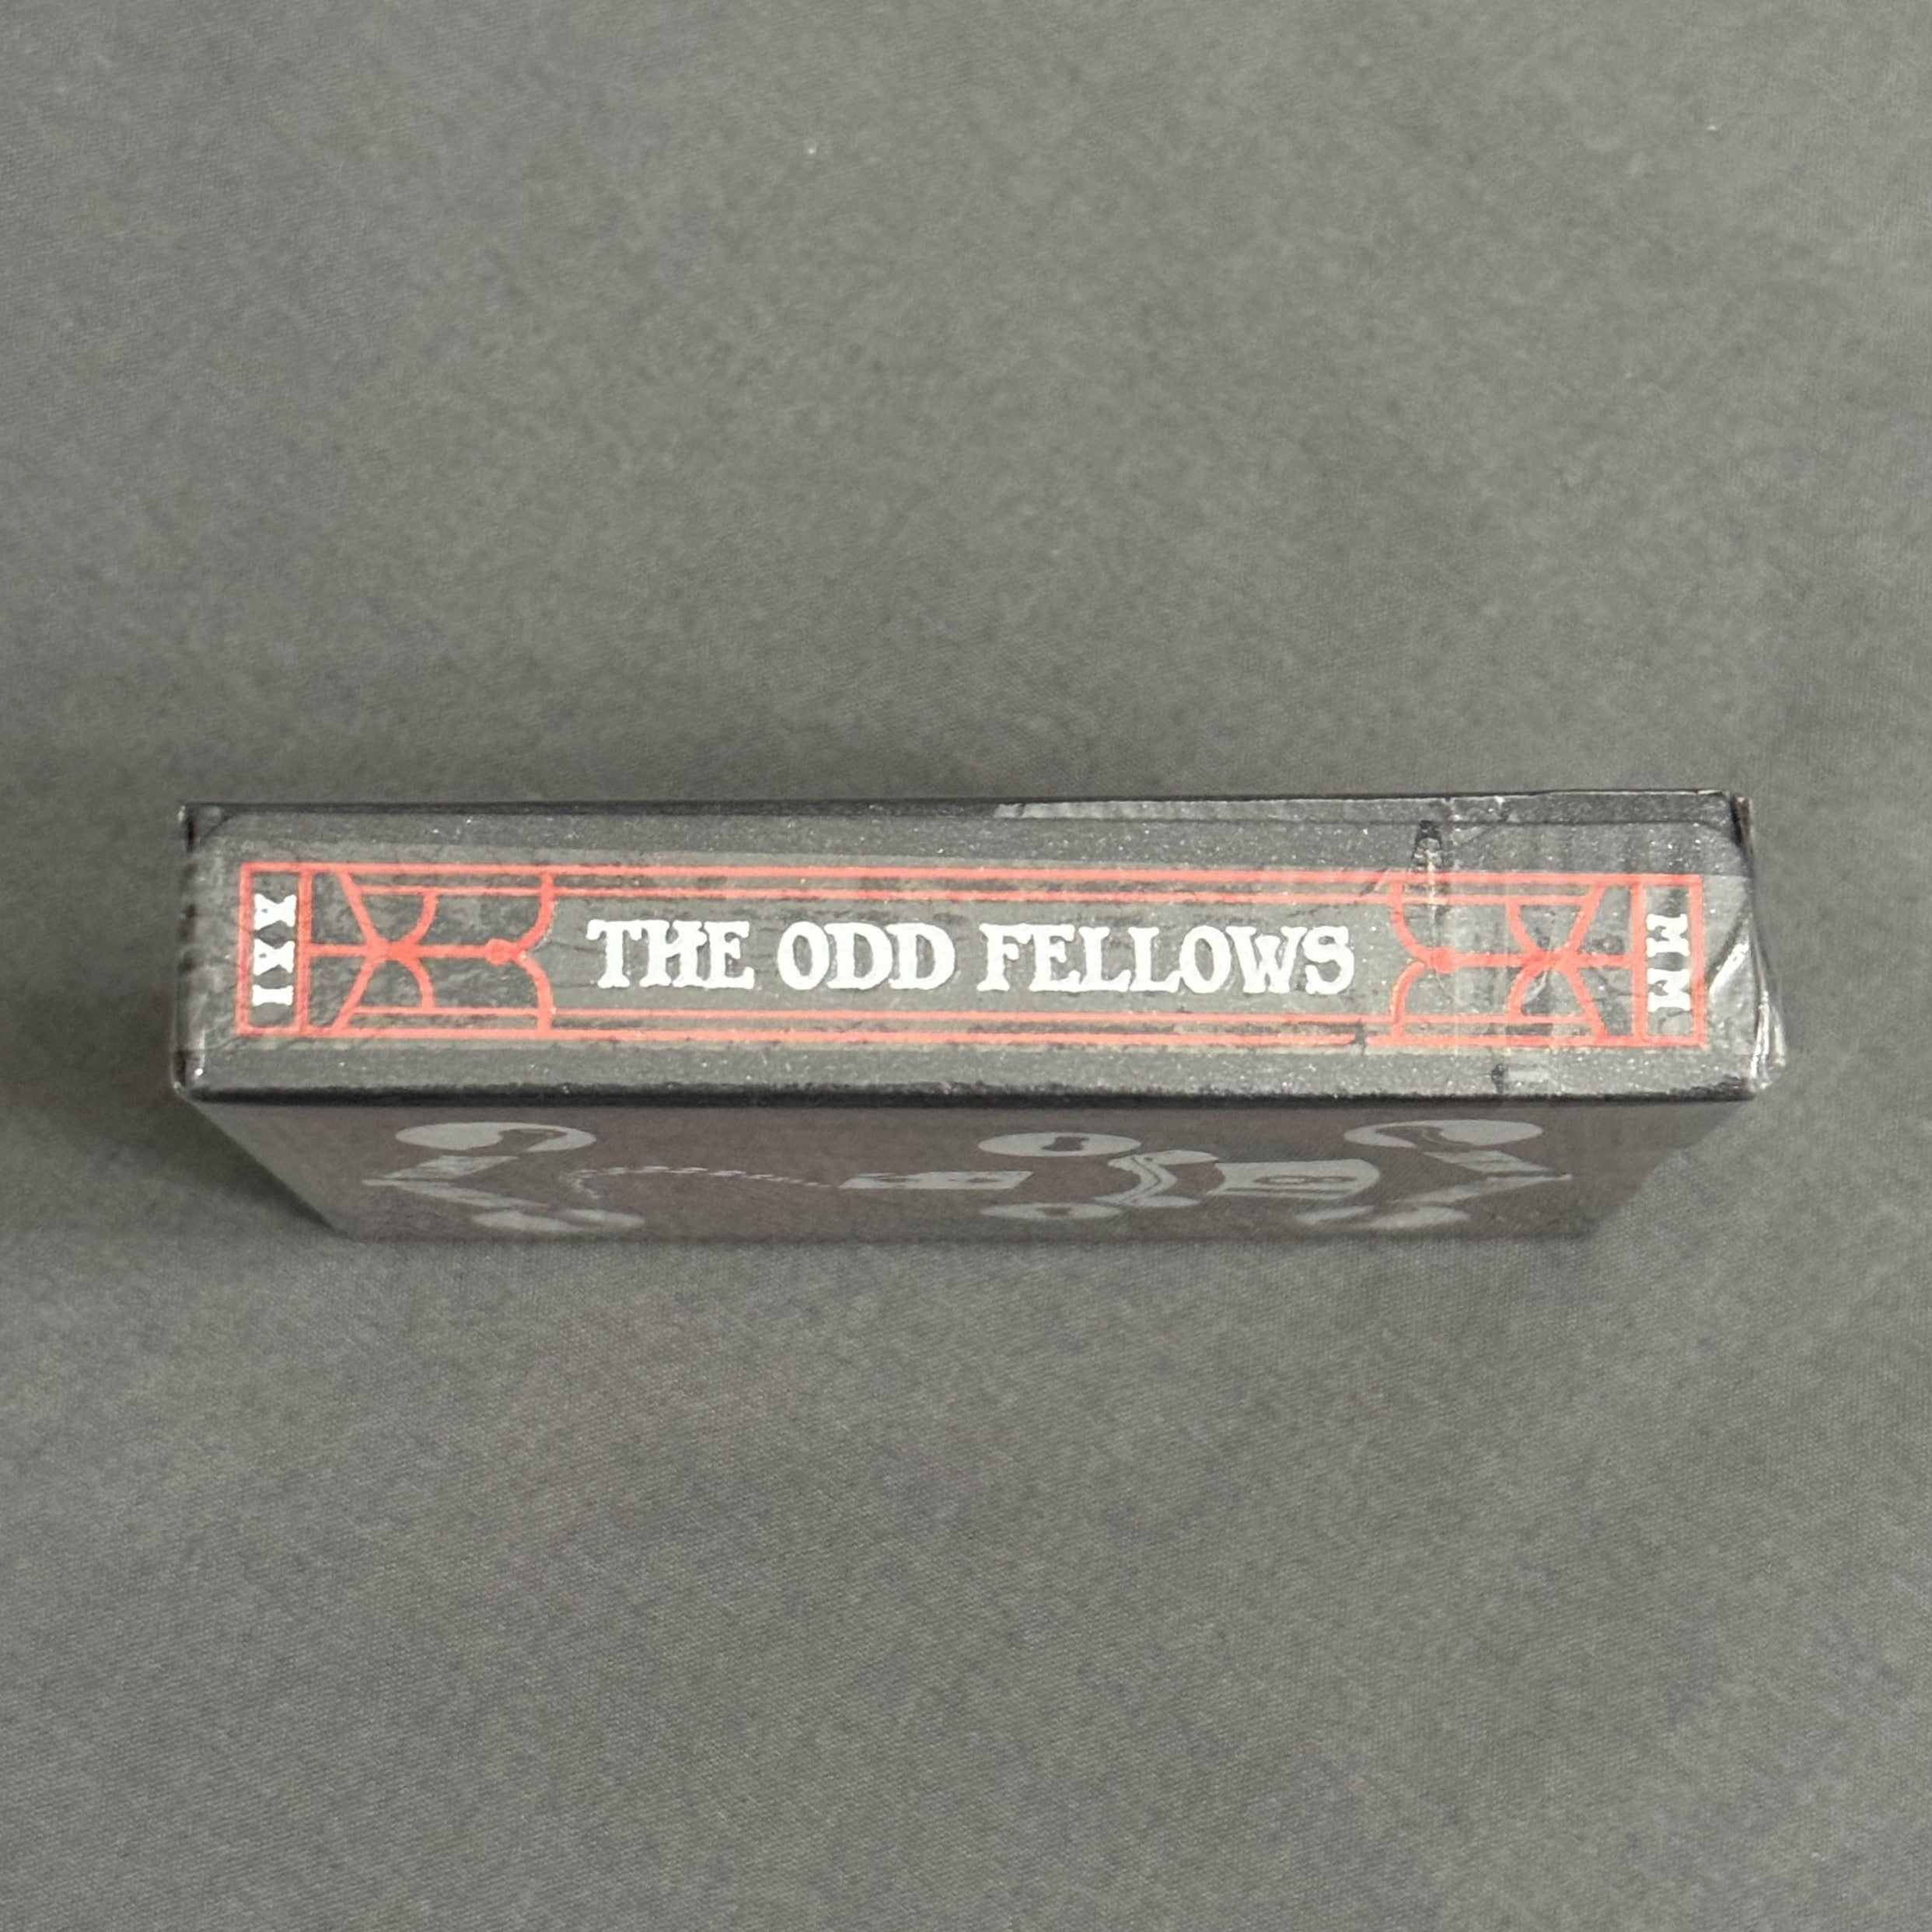 XXI
THE ODD FELLOWS
MM